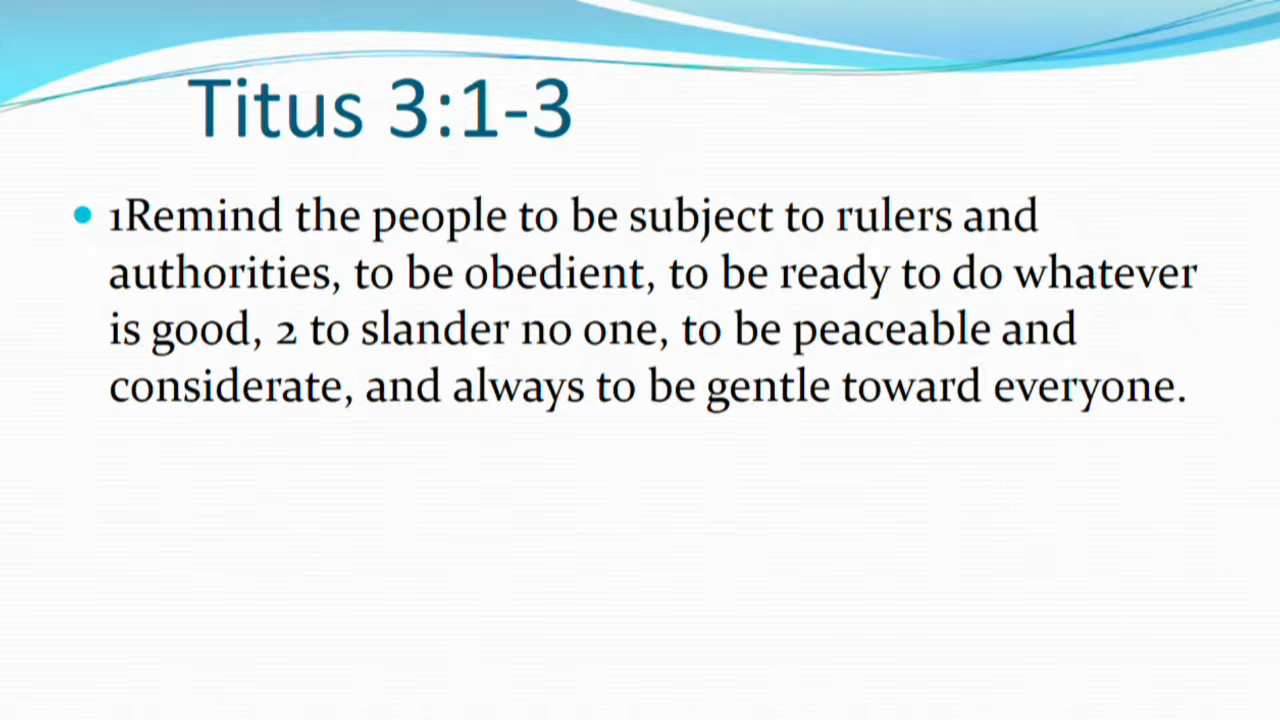 Titus 3:1-3
• 1Remind the people to be subject to rulers and
authorities, to be obedient, to be ready to do whatever
is good, 2 to slander no one, to be peaceable and
considerate, and always to be gentle toward everyone.